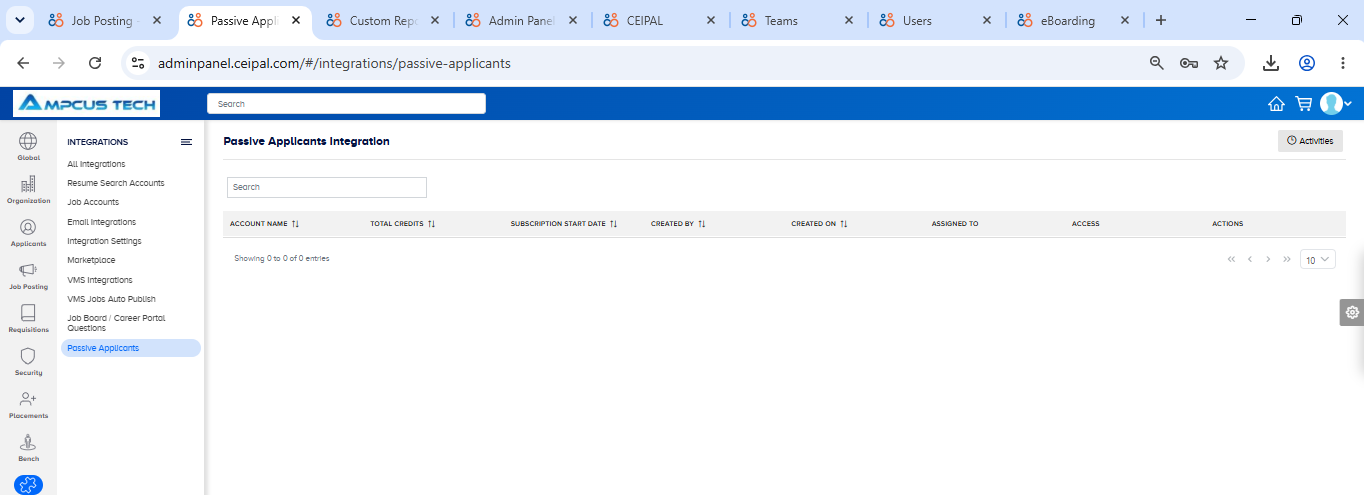 Job Posting -
Passive Appli
Custom Repo
Admin Panel
CEIPAL
Teams
Users
eBoarding
adminpanel.ceipal.com/#/integrations/passive-applicants
AMPCUS TECH
Search
Global
Organization
Applicants
Job Posting
Requisitions
Security
Placements
Bench
INTEGRATIONS
All Integrations
Resume Search Accounts
Job Accounts
Email Integrations
Integration Settings
Marketplace
VMS Integrations
VMS Jobs Auto Publish
Job Board / Career Portal
Questions
Passive Applicants
Passive Applicants Integration
Activities
Search
ACCOUNT NAME TOTAL CREDITS SUBSCRIPTION START DATE CREATED BY CREATED ON ASSIGNED TO ACCESS ACTIONS
Showing 0 to 0 of 0 entries
10